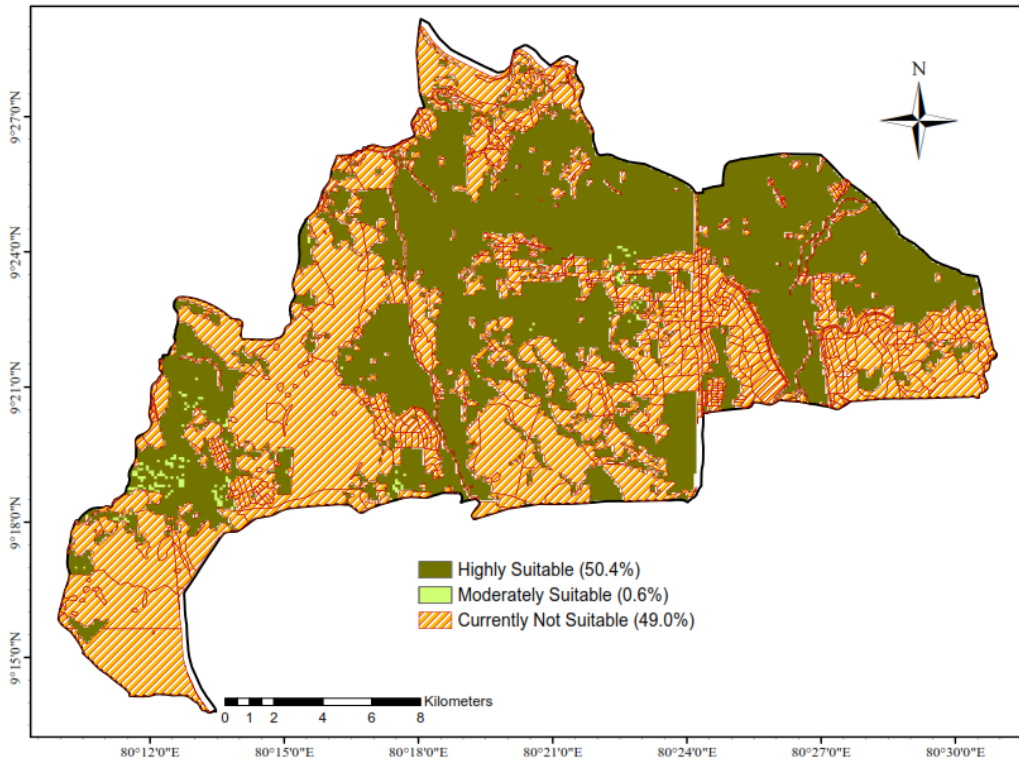 N
9°27'0"N
9°24'0"N
9°21'0"N
9°18'0"N
9°15'0"N
Highly Suitable (50.4%)
Moderately Suitable (0.6%)
Currently Not Suitable (49.0%)
Kilometers
0 1 2 4 6 8
80°12'0"E 80°15'0"E 80°18'0"E 80°21'0"E 80°24'0"E 80°27'0"E 80°30'0"E